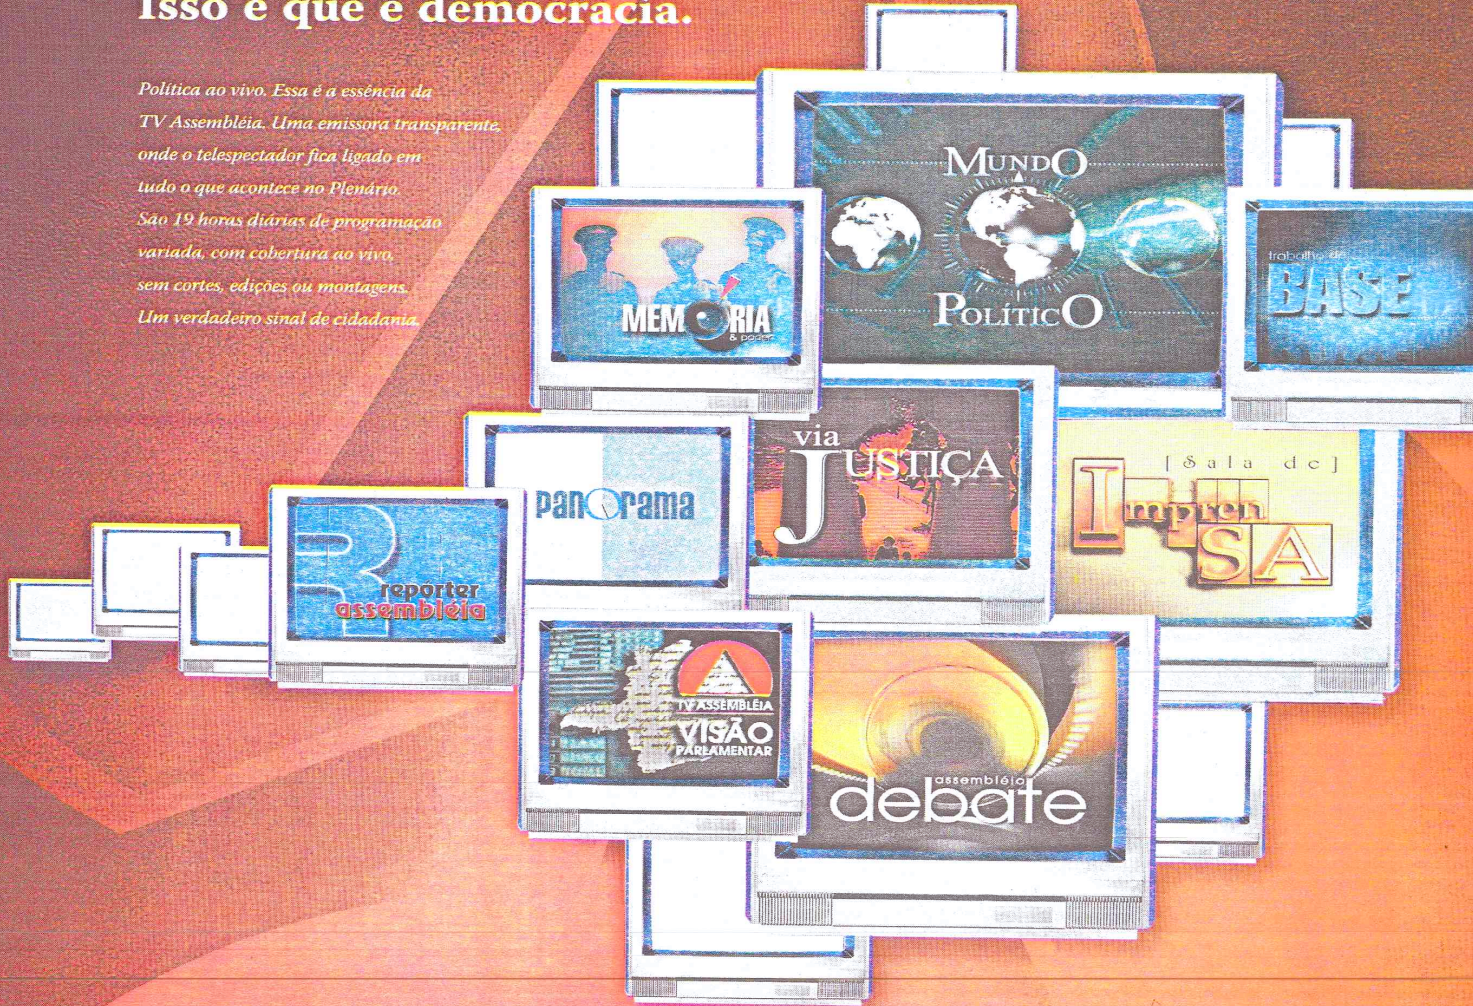 Isso é que é democracia.
Política ao vivo. Essa é a essência da
TV Assembléia. Uma emissora transparente,
onde o telespectador fica ligado em
tudo o que acontece no Plenário.
São 19 horas diárias de programação
variada, com cobertura ao vivo,
sem cortes, edições ou montagens.
Um verdadeiro sinal de cidadania.
MUNDO
POLÍTICO
MEMÓRIA
& poder
trabalho de
BASE
via
JUSTIÇA
[Sala de]
Imprensa
panorama
repórter
assembléia
TV ASSEMBLÉIA
VISÃO
PARLAMENTAR
assembléia
debate